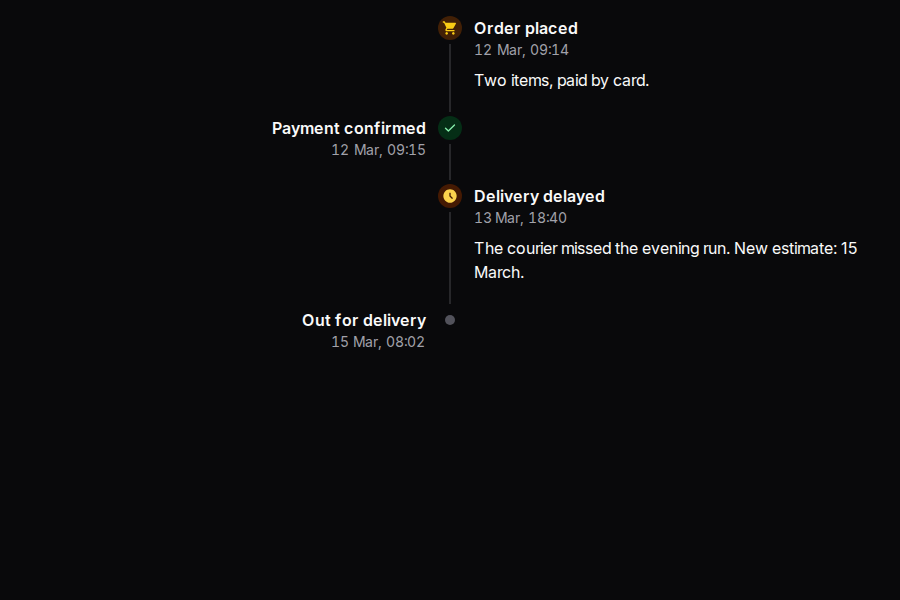 Order placed
12 Mar, 09:14
Two items, paid by card.
Payment confirmed
12 Mar, 09:15
Delivery delayed
13 Mar, 18:40
The courier missed the evening run. New estimate: 15
March.
Out for delivery
15 Mar, 08:02